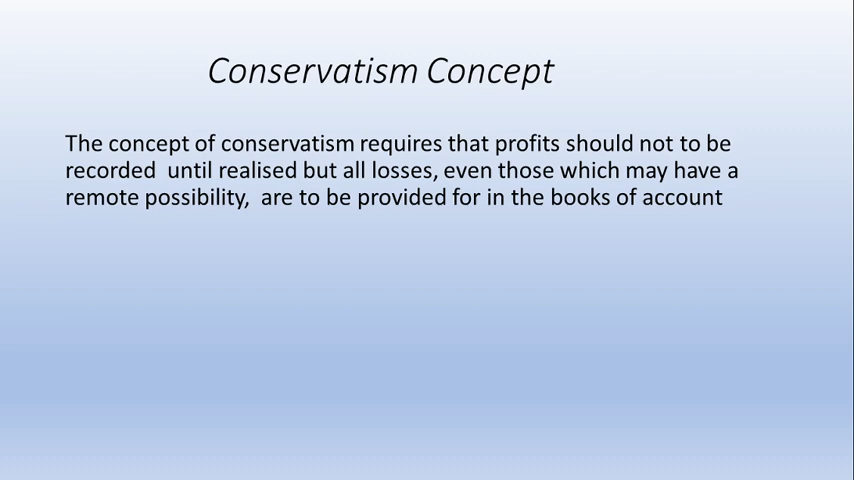 Conservatism Concept
The concept of conservatism requires that profits should not to be
recorded  until realised but all losses, even those which may have a
remote possibility,  are to be provided for in the books of account